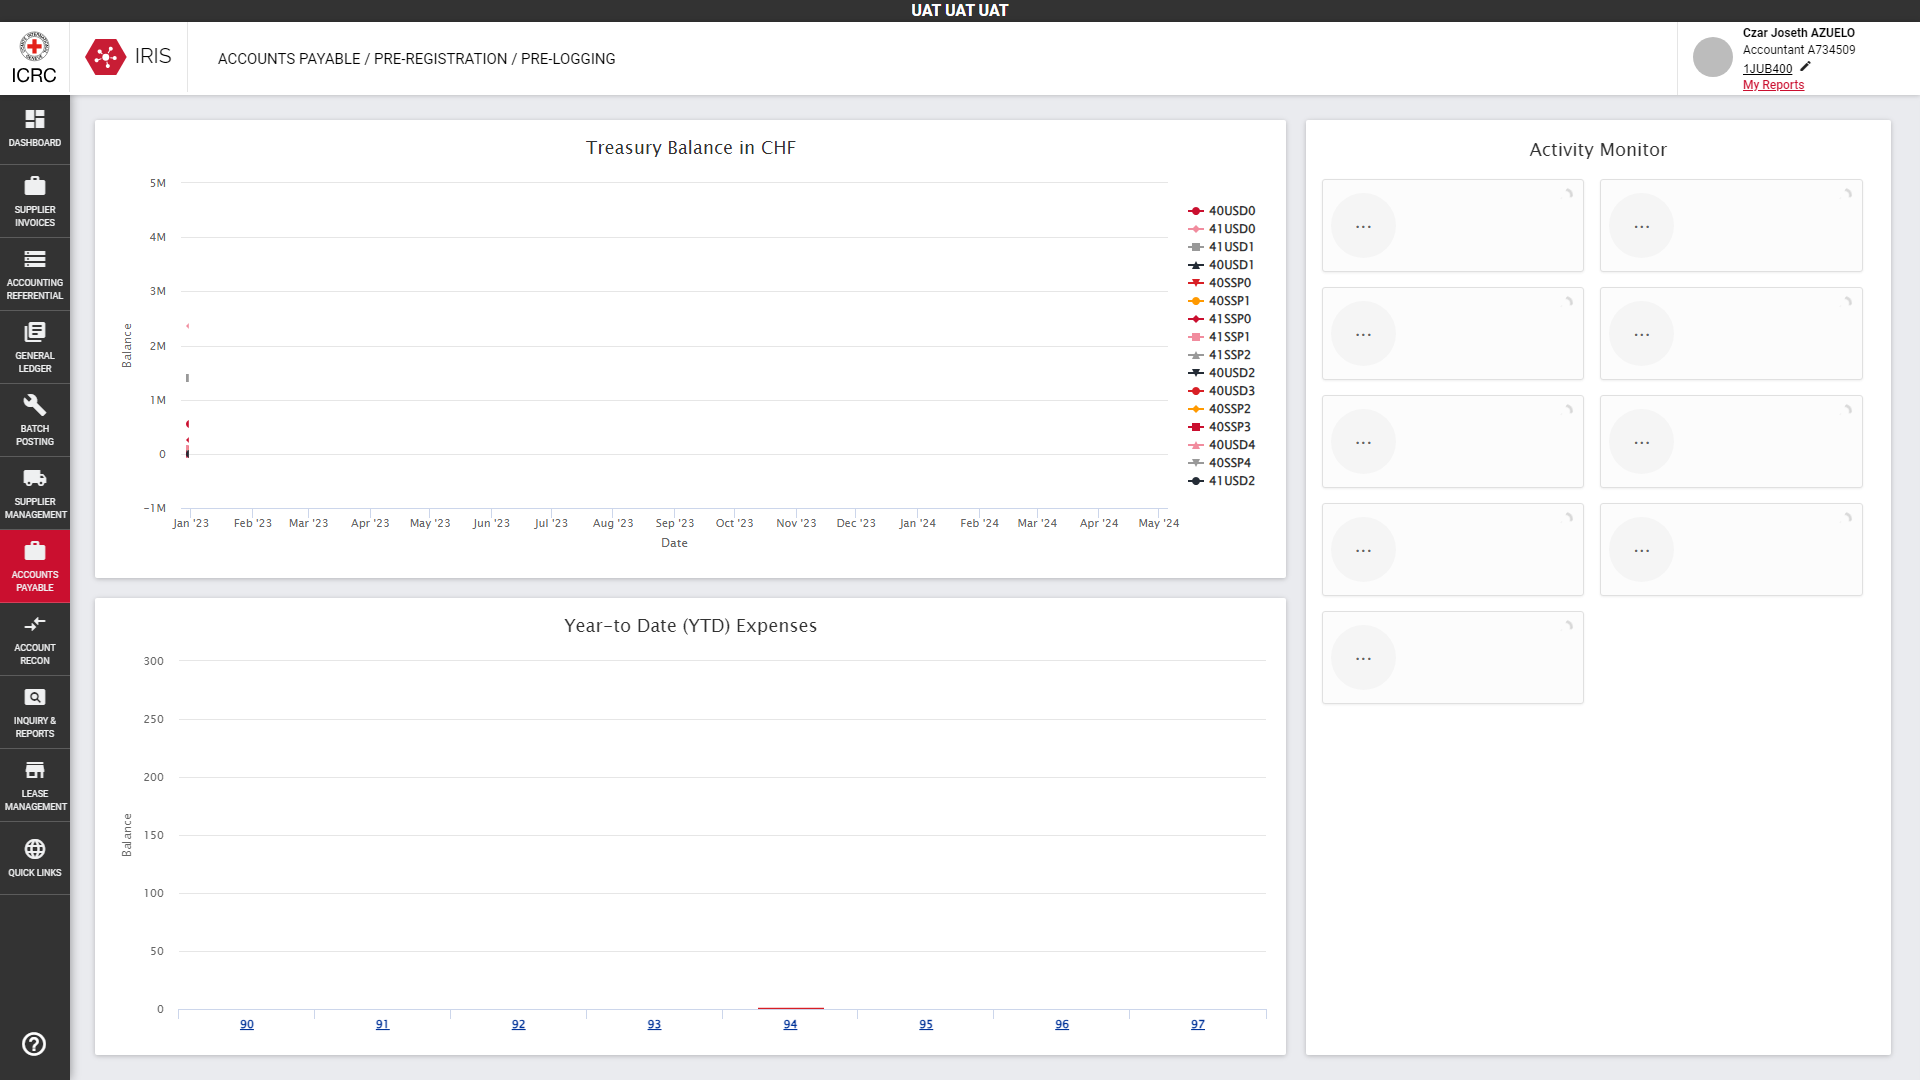 UAT UAT UAT
ICRC
IRIS
ACCOUNTS PAYABLE / PRE-REGISTRATION / PRE-LOGGING
Czar Joseth AZUELO
Accountant A734509
1JUB400
My Reports
DASHBOARD
SUPPLIER
INVOICES
ACCOUNTING
REFERENTIAL
GENERAL
LEDGER
BATCH
POSTING
SUPPLIER
MANAGEMENT
ACCOUNTS
PAYABLE
ACCOUNT
RECON
INQUIRY &
REPORTS
LEASE
MANAGEMENT
QUICK LINKS
Treasury Balance in CHF
5M
4M
3M
2M
1M
0
-1M
Balance
Jan '23 Feb '23 Mar '23 Apr '23 May '23 Jun '23 Jul '23 Aug '23 Sep '23 Oct '23 Nov '23 Dec '23 Jan '24 Feb '24 Mar '24 Apr '24 May '24
Date
40USD0
41USD0
41USD1
40USD1
40SSP0
40SSP1
41SSP0
41SSP1
41SSP2
40USD2
40USD3
40SSP2
40SSP3
40USD4
40SSP4
41USD2
Year-to Date (YTD) Expenses
300
250
200
150
100
50
0
Balance
90 91 92 93 94 95 96 97
Activity Monitor
... ...
... ...
... ...
... ...
...